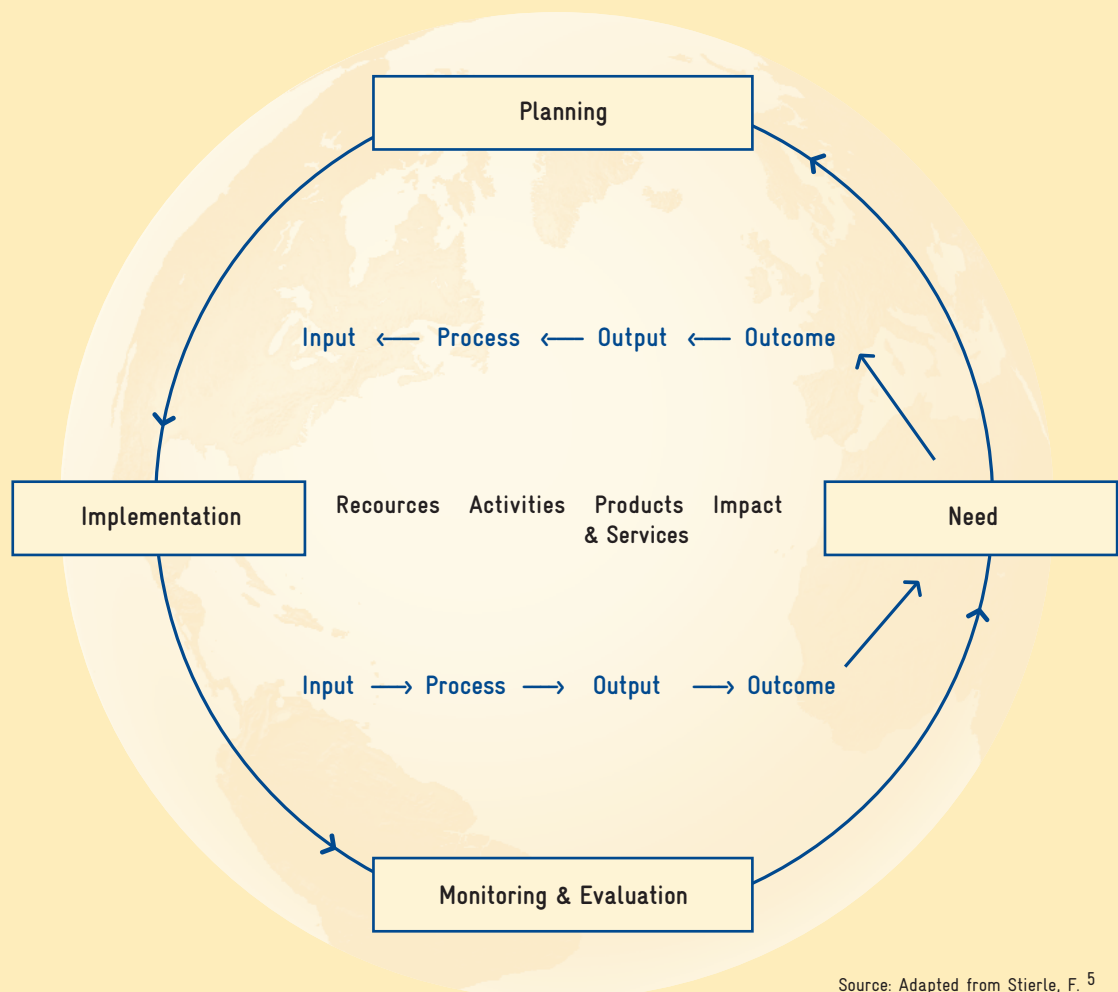 Planning
Input Process Output Outcome
Implementation
Recources Activities Products Impact
& Services
Need
Input Process Output Outcome
Monitoring & Evaluation
Source: Adapted from Stierle, F. 5